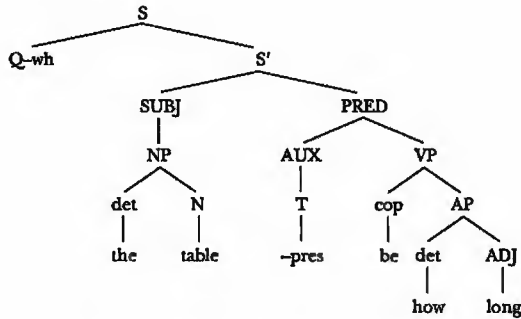 S
Q–wh S′
SUBJ PRED
NP AUX VP
det N T cop AP
the table –pres be det ADJ
how long